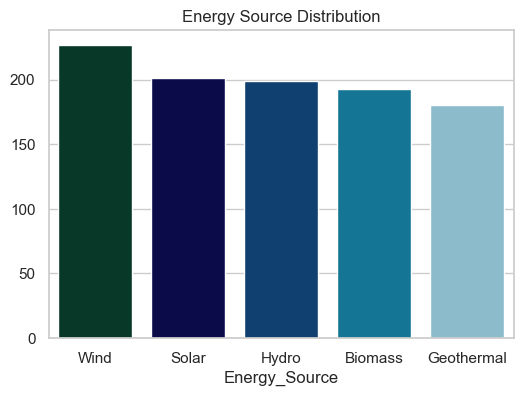 Energy Source Distribution
200
150
100
50
0
Wind Solar Hydro Biomass Geothermal
Energy_Source